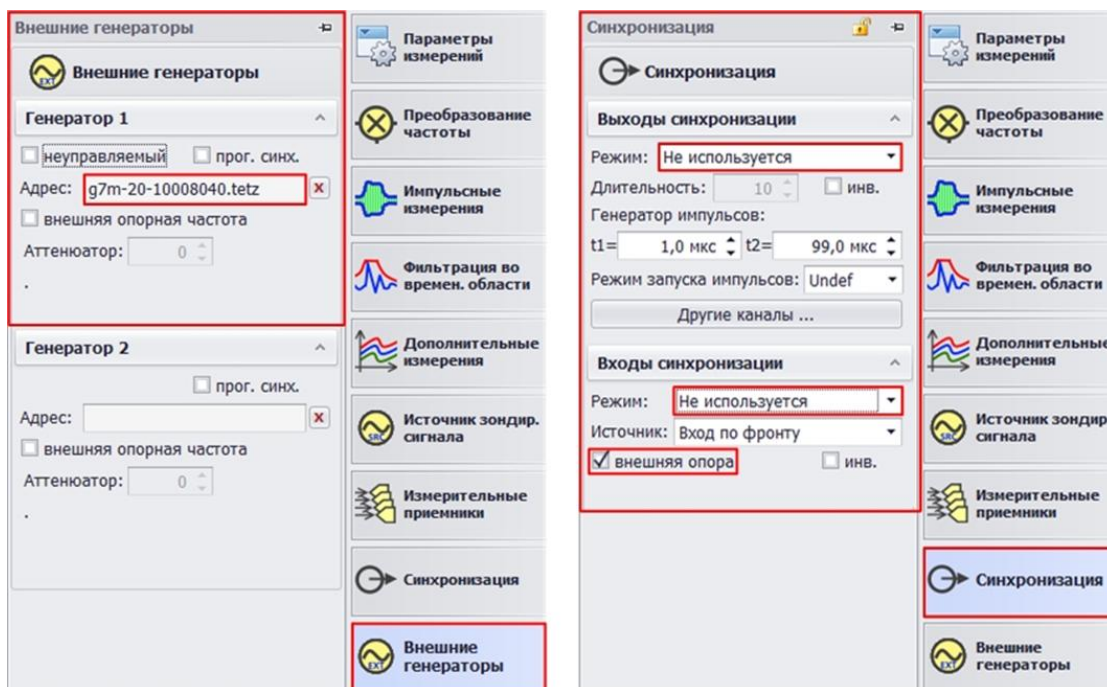 Внешние генераторы
Внешние генераторы
Генератор 1
неуправляемый прог. синх.
Адрес: g7m-20-10008040.tetz x
внешняя опорная частота
Аттенюатор: 0
.
Генератор 2
прог. синх.
Адрес: x
внешняя опорная частота
Аттенюатор: 0
.
Параметры
измерений
Преобразование
частоты
Импульсные
измерения
Фильтрация во
времен. области
Дополнительные
измерения
SRC
Источник зондир.
сигнала
Измерительные
приемники
Синхронизация
EXT
Внешние
генераторы
Синхронизация
Синхронизация
Выходы синхронизации
Режим: Не используется
Длительность: 10 инв.
Генератор импульсов:
t1= 1,0 мкс t2= 99,0 мкс
Режим запуска импульсов: Undef
Другие каналы ...
Входы синхронизации
Режим: Не используется
Источник: Вход по фронту
внешняя опора инв.
Параметры
измерений
Преобразование
частоты
Импульсные
измерения
Фильтрация во
времен. области
Дополнительные
измерения
SRC
Источник зондир
сигнала
Измерительные
приемники
Синхронизация
EXT
Внешние
генераторы